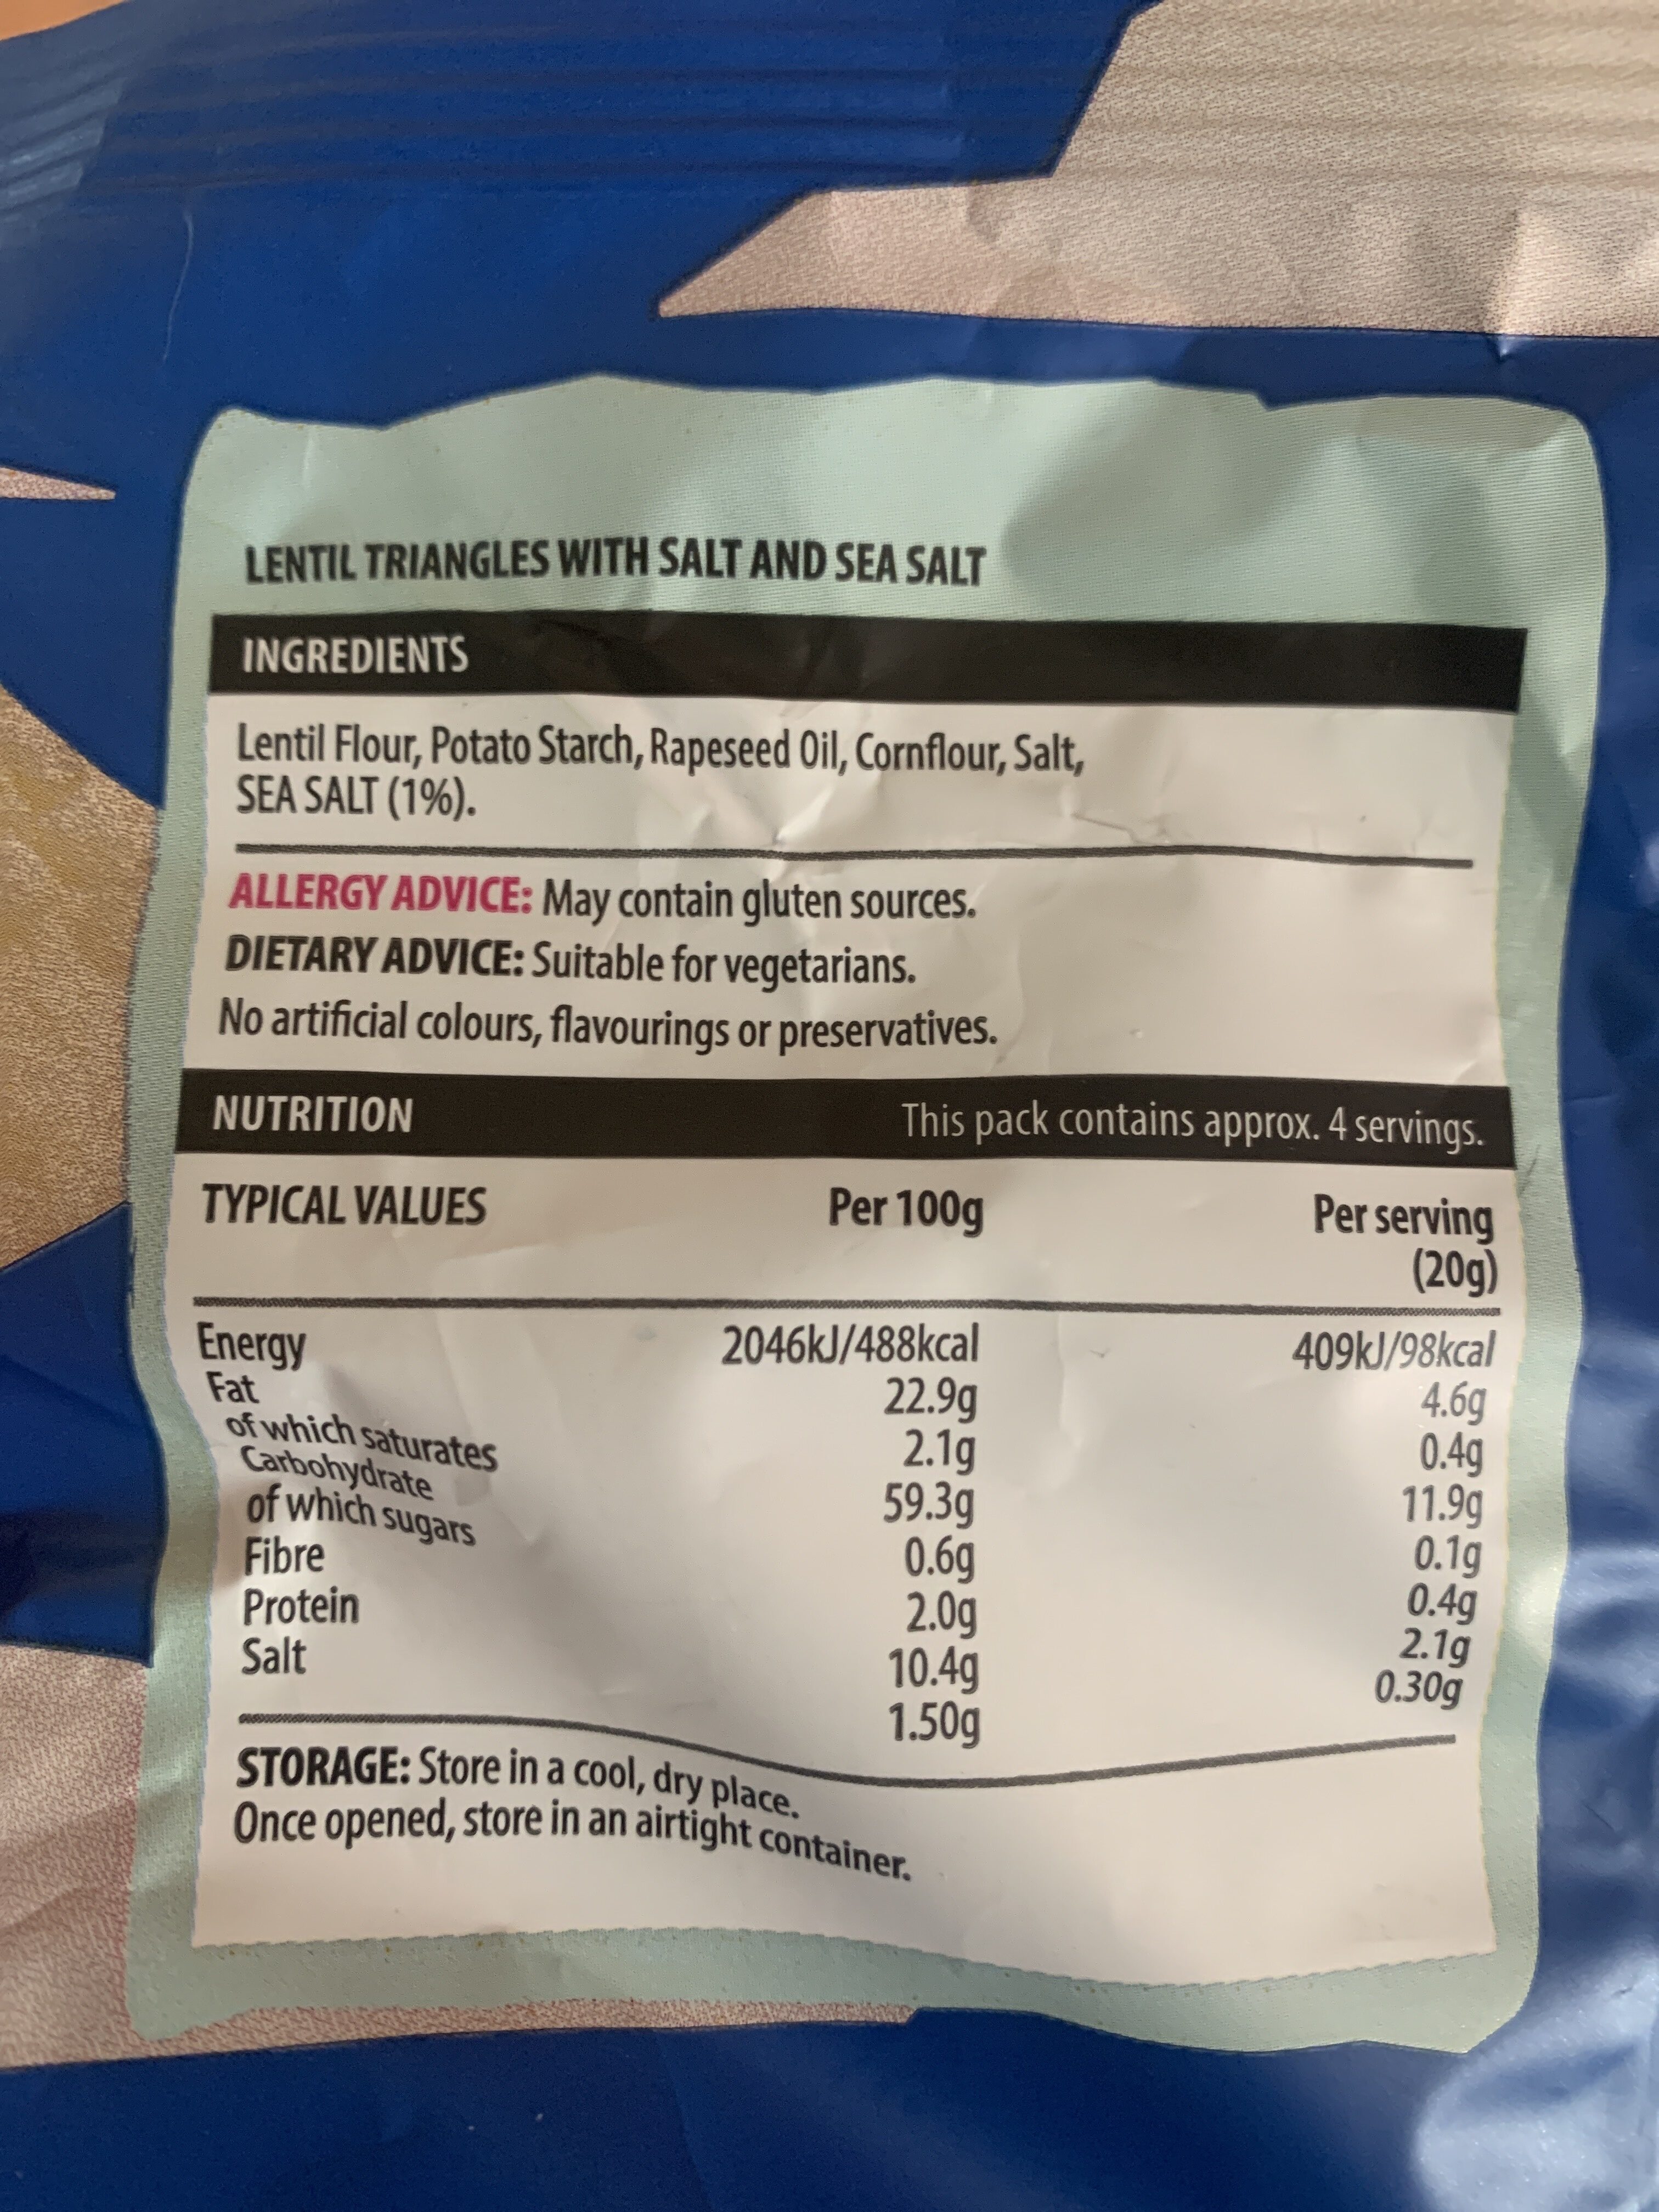 LENTIL TRIANGLES WITH SALT AND SEA SALT
INGREDIENTS
Lentil Flour, Potato Starch, Rapeseed Oil, Cornflour, Salt,
SEA SALT (1%).
ALLERGY ADVICE: May contain gluten sources.
DIETARY ADVICE: Suitable for vegetarians.
No artificial colours, flavourings or preservatives.
NUTRITION This pack contains approx. 4 servings.
TYPICAL VALUES Per 100g Per serving
(20g)
Energy 2046kJ/488kcal 409kJ/98kcal
Fat 22.9g 4.6g
of which saturates 2.1g 0.4g
Carbohydrate 59.3g 11.9g
of which sugars 0.6g 0.1g
Fibre 2.0g 0.4g
Protein 10.4g 2.1g
Salt 1.50g 0.30g
STORAGE: Store in a cool, dry place.
Once opened, store in an airtight container.